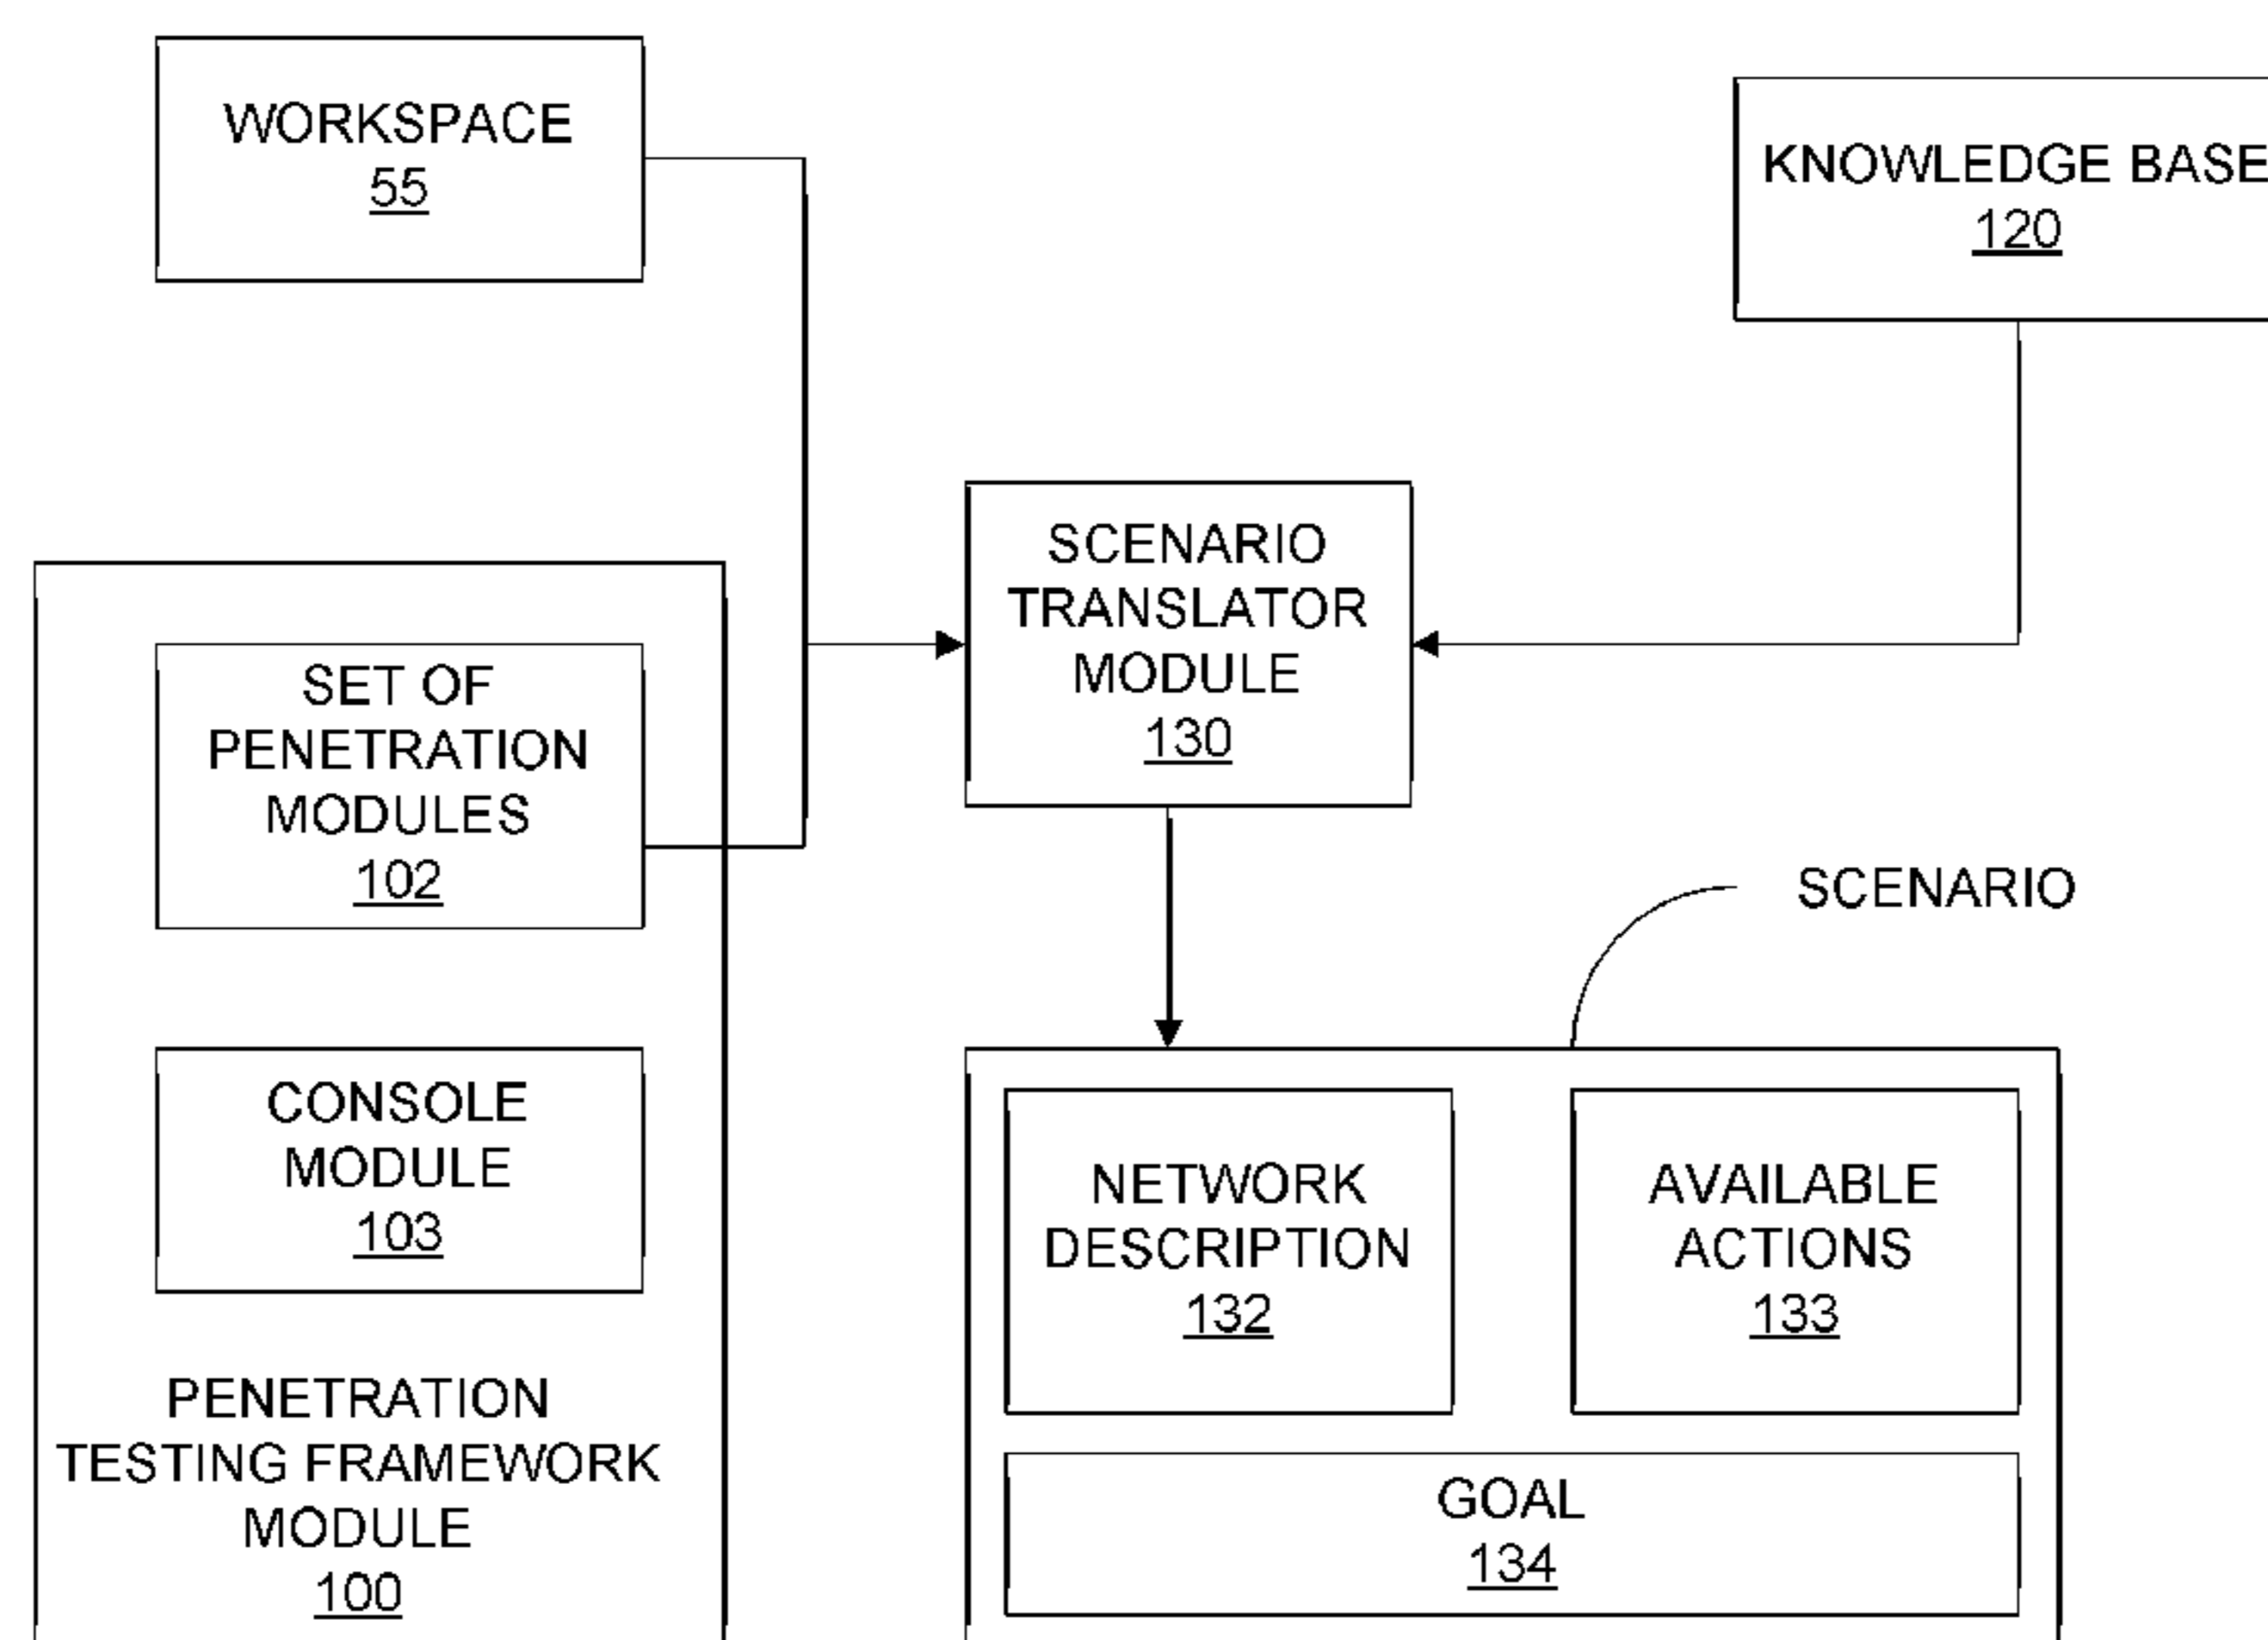 WORKSPACE
55
KNOWLEDGE BASE
120
SCENARIO
TRANSLATOR
MODULE
130
SET OF
PENETRATION
MODULES
102
SCENARIO
CONSOLE
MODULE
103
NETWORK
DESCRIPTION
132
AVAILABLE
ACTIONS
133
PENETRATION
TESTING FRAMEWORK
MODULE
100
GOAL
134